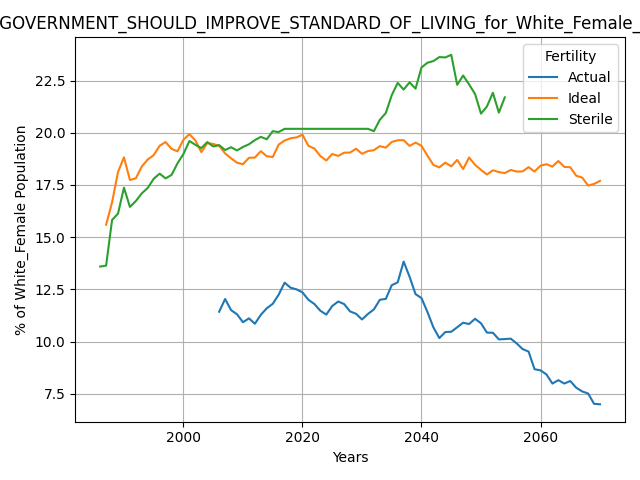 GOVERNMENT_SHOULD_IMPROVE_STANDARD_OF_LIVING_for_White_Female_
Fertility
Actual
Ideal
Sterile
% of White_Female Population
22.5
20.0
17.5
15.0
12.5
10.0
7.5
2000 2020 2040 2060
Years